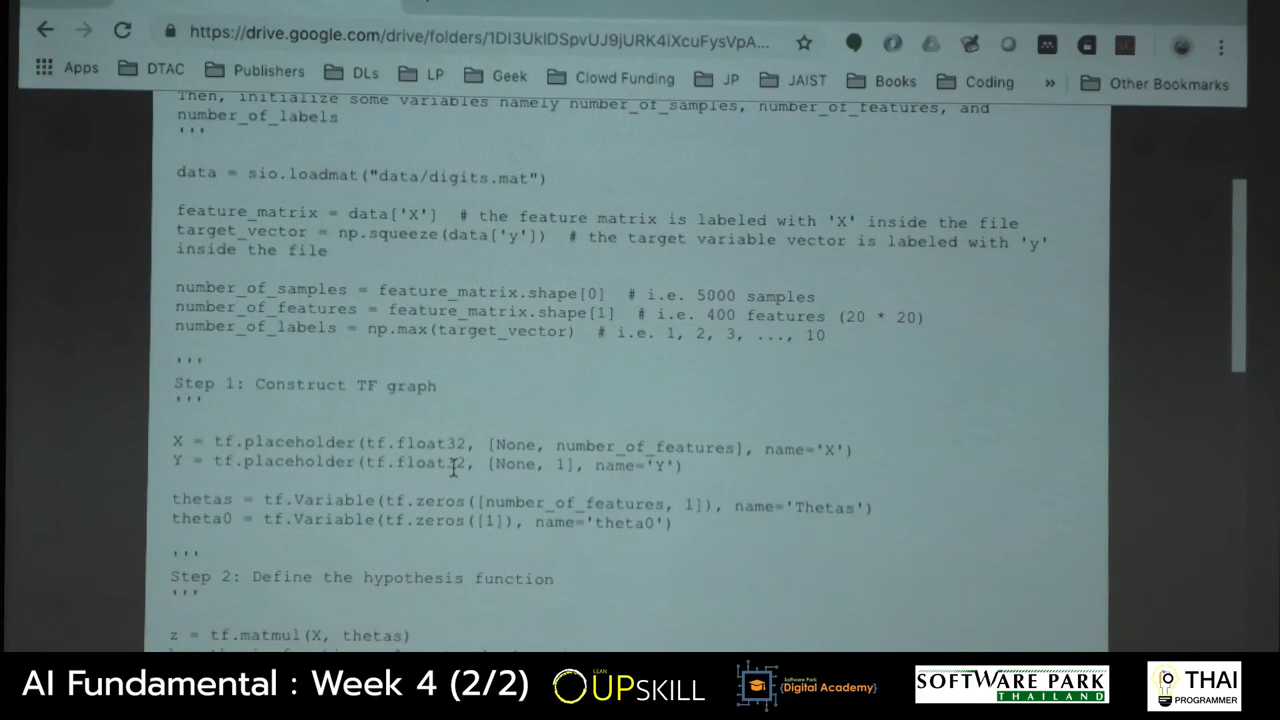 https://drive.google.com/drive/folders/1DI3UkIDSpvUJ9jURK4iXcuFysVpA...
Apps DTAC Publishers DLs LP Geek Clowd Funding JP JAIST Books Coding » Other Bookmarks
Then, initialize some variables namely number_of_samples, number_of_features, and
number_of_labels
'''
data = sio.loadmat("data/digits.mat")
feature_matrix = data['X'] # the feature matrix is labeled with 'X' inside the file
target_vector = np.squeeze(data['y']) # the target variable vector is labeled with 'y'
inside the file
number_of_samples = feature_matrix.shape[0] # i.e. 5000 samples
number_of_features = feature_matrix.shape[1] # i.e. 400 features (20 * 20)
number_of_labels = np.max(target_vector) # i.e. 1, 2, 3, ..., 10
'''
Step 1: Construct TF graph
'''
X = tf.placeholder(tf.float32, [None, number_of_features], name='X')
Y = tf.placeholder(tf.float32, [None, 1], name='Y')
thetas = tf.Variable(tf.zeros([number_of_features, 1]), name='Thetas')
theta0 = tf.Variable(tf.zeros([1]), name='theta0')
'''
Step 2: Define the hypothesis function
'''
z = tf.matmul(X, thetas)
AI Fundamental : Week 4 (2/2)
LEAN
UPSKILL
Software Park
{Digital Academy}
SOFTWARE PARK
THAILAND
THAI
PROGRAMMER